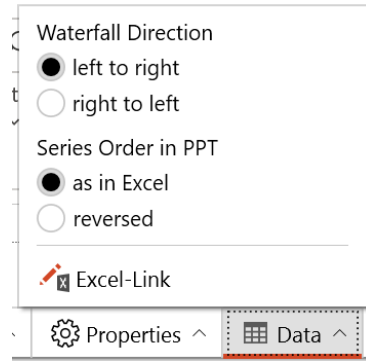 Waterfall Direction
left to right
right to left
Series Order in PPT
as in Excel
reversed
Excel-Link
Properties
Data